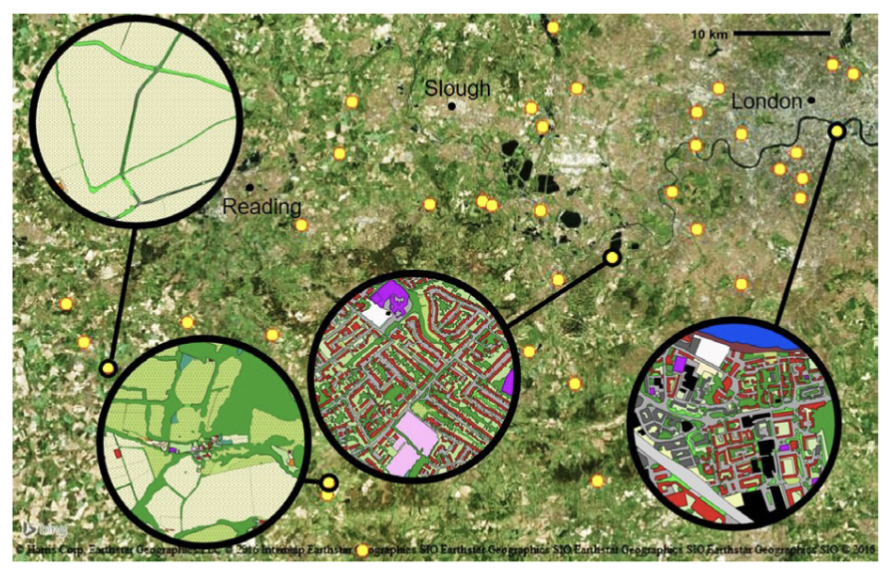 10 km
Slough
London
Reading
bing
© Harris Corp, Earthstar Geographics LLC © 2016 Intermap Earthstar Geographics SIO Earthstar Geographics SIO Earthstar Geographics SIO Earthstar Geographics SIO © 2016